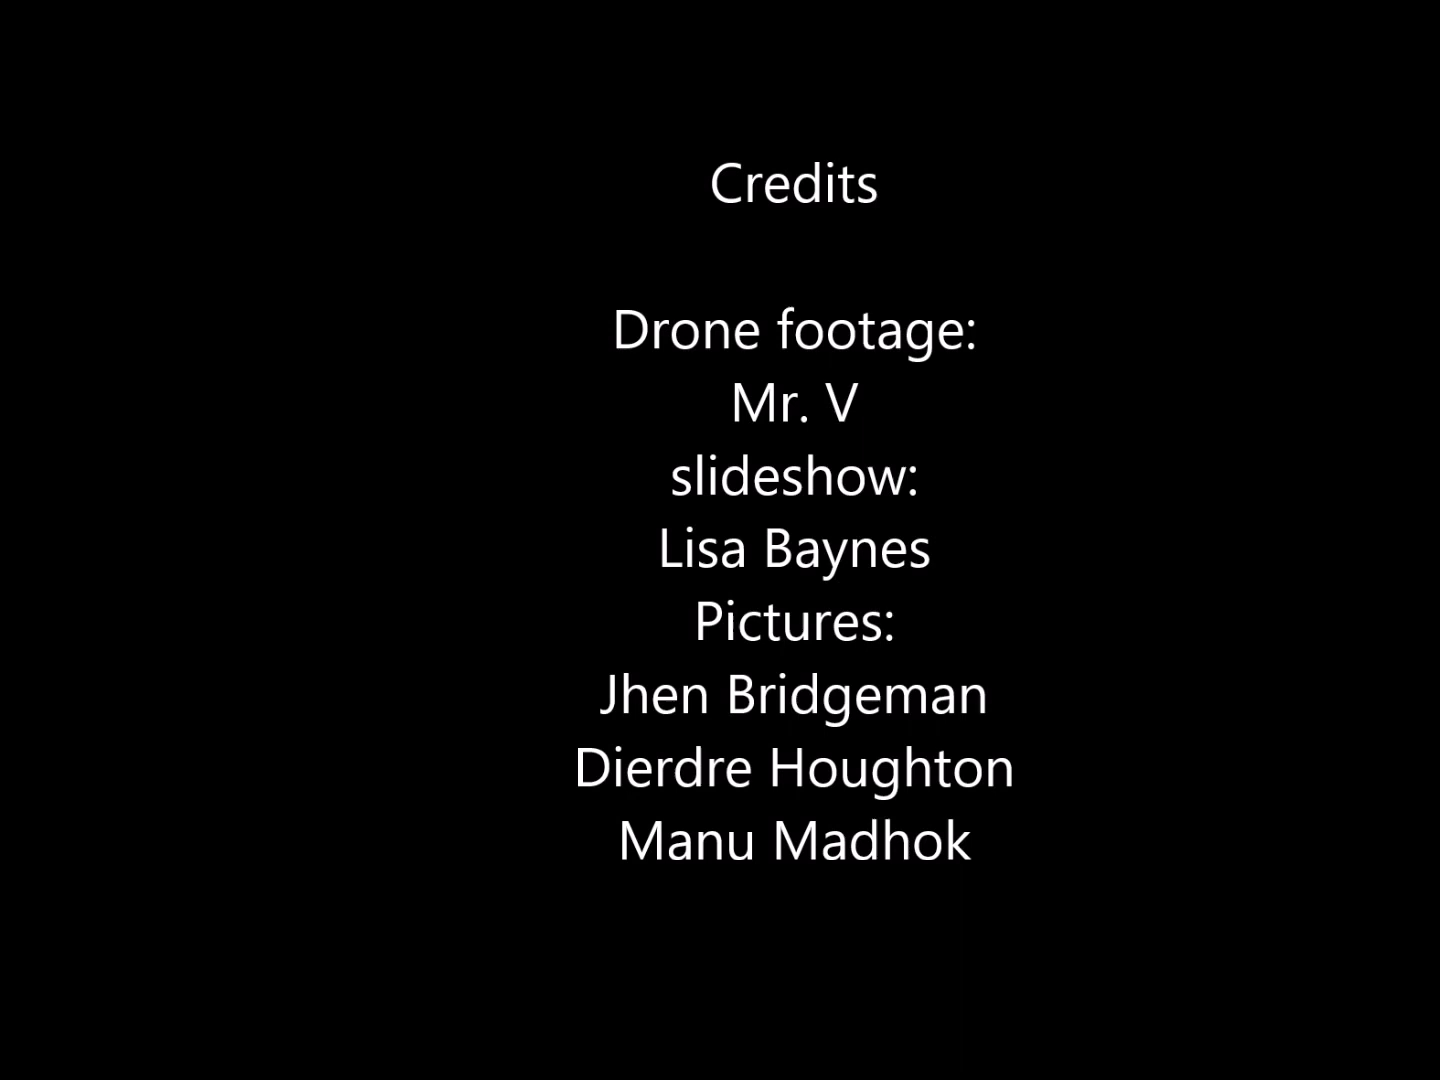 Credits
Drone footage:
Mr. V
slideshow:
Lisa Baynes
Pictures:
Jhen Bridgeman
Dierdre Houghton
Manu Madhok